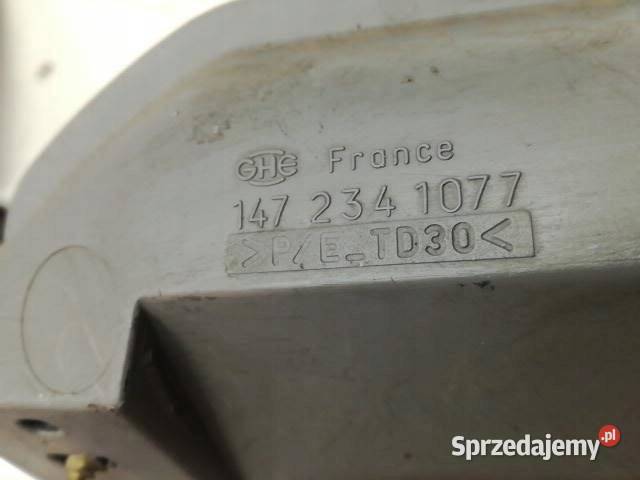 GHE France
147 234 1077
>P/E_TD30<
Sprzedajemy.pl